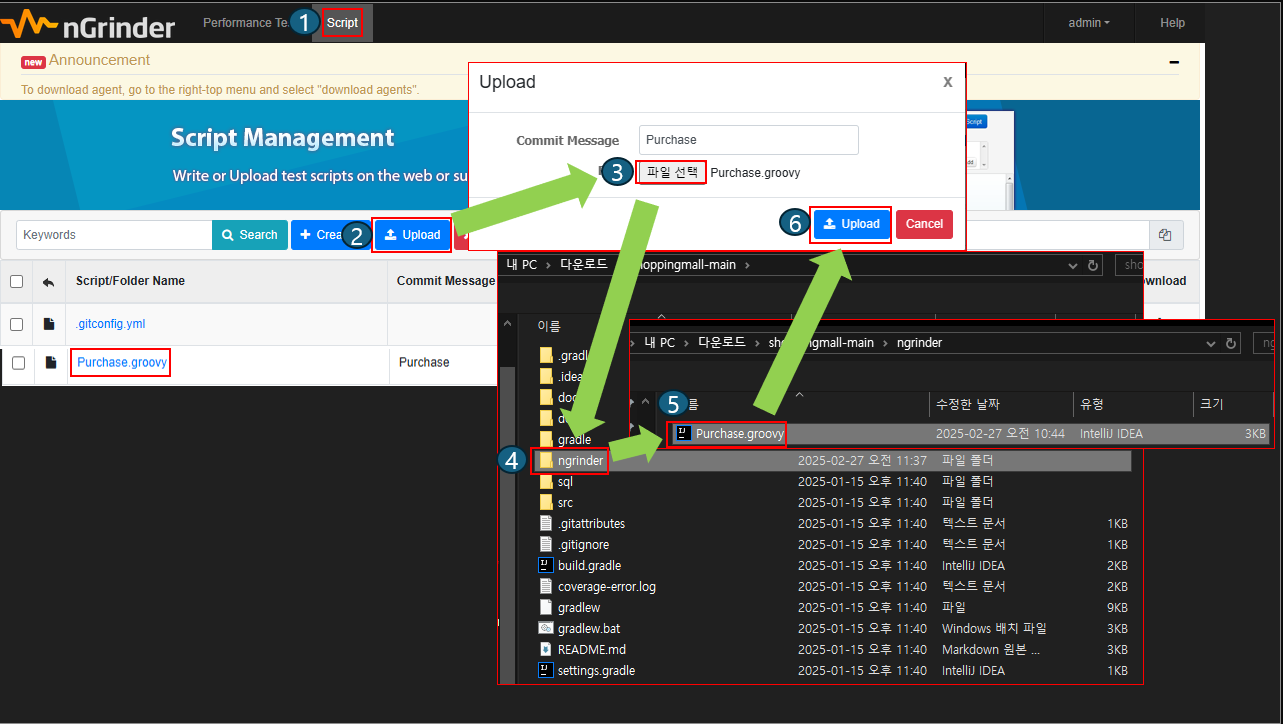 nGrinder
Performance Te
1
Script
admin
Help
new Announcement
To download agent, go to the right-top menu and select "download agents".
Script Management
Write or Upload test scripts on the web or su
Upload
x
Commit Message
Purchase
3
파일 선택
Purchase.groovy
6
Upload
Cancel
Script
Keywords
Search
+ Crea
2
Upload
Script/Folder Name
Commit Message
wnload
.gitconfig.yml
Purchase.groovy
Purchase
내 PC > 다운로드 > hoppingmall-main >
sho
이름
.gradl
.idea
doc
d
gradle
4
ngrinder
2025-02-27 오전 11:37
파일 폴더
sql
2025-01-15 오후 11:40
파일 폴더
src
2025-01-15 오후 11:40
파일 폴더
.gitattributes
2025-01-15 오후 11:40
텍스트 문서
1KB
.gitignore
2025-01-15 오후 11:40
텍스트 문서
1KB
build.gradle
2025-01-15 오후 11:40
IntelliJ IDEA
2KB
coverage-error.log
2025-01-15 오후 11:40
텍스트 문서
2KB
gradlew
2025-01-15 오후 11:40
파일
9KB
gradlew.bat
2025-01-15 오후 11:40
Windows 배치 파일
3KB
README.md
2025-01-15 오후 11:40
Markdown 원본 ...
3KB
settings.gradle
2025-01-15 오후 11:40
IntelliJ IDEA
1KB
> 내 PC > 다운로드 > sho ingmall-main > ngrinder
ng
5
름
수정한 날짜
유형
크기
Purchase.groovy
2025-02-27 오전 10:44
IntelliJ IDEA
3KB